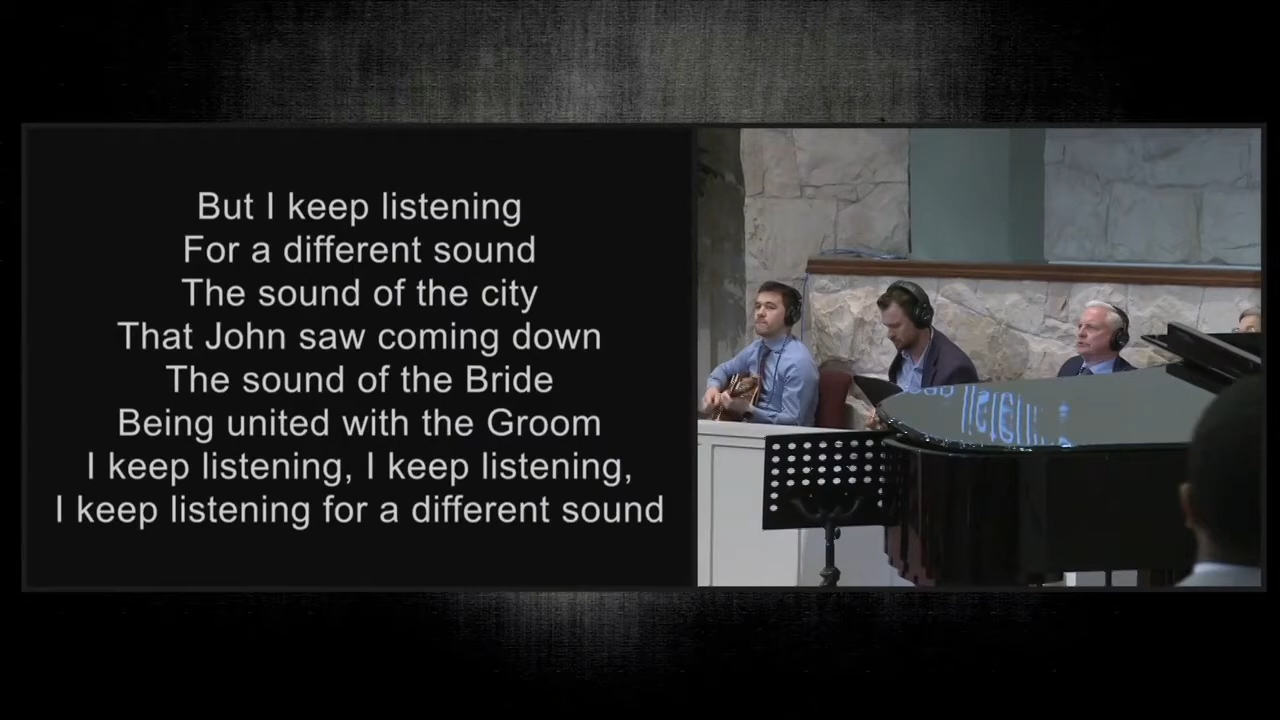 But I keep listening
For a different sound
The sound of the city
That John saw coming down
The sound of the Bride
Being united with the Groom
I keep listening, I keep listening,
I keep listening for a different sound